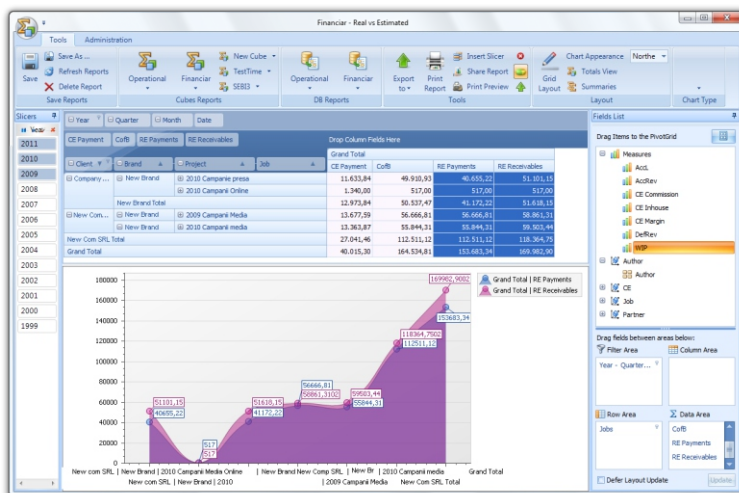 Financiar - Real vs Estimated
Tools Administration
Save
Save As ...
Refresh Reports
Delete Report
Operational
Financiar
New Cube
TestTime
SEBI3
Operational
Financiar
Export to
Print Report
Insert Slicer
Share Report
Print Preview
Grid Layout
Chart Appearance Northe
Totals View
Summaries
Save Reports Cubes Reports DB Reports Tools Layout Chart Type
Slicers
Year
2011
2010
2009
2008
2007
2006
2005
2004
2003
2002
2001
2000
1999
Year Quarter Month Date
CE Payment CofB RE Payments RE Receivables Drop Column Fields Here
Grand Total
Client Brand Project Job CE Payment CofB RE Payments RE Receivables
Company... New Brand 2010 Campanie presa 11.633,84 49.910,93 40.655,22 51.101,15
2010 Campanii Online 1.340,00 517,00 517,00 517,00
New Brand Total 12.973,84 50.537,47 41.172,22 51.618,15
New Com... New Brand 2009 Campanii Media 13.677,59 56.666,81 56.666,81 58.861,31
New Brand 2010 Campanii media 13.363,87 55.844,31 55.844,31 59.503,44
New Com SRL Total 27.041,46 112.511,12 112.511,12 118.364,75
Grand Total 40.015,30 164.534,81 153.683,34 169.982,90
180000
160000
140000
120000
100000
80000
60000
40000
20000
0
51101,15
40655,22
517
517
51618,15
41172,22
56666,81
58861,3102
59503,44
55844,31
118364,7502
112511,12
169982,9002
153683,34
Grand Total | RE Payments
Grand Total | RE Receivables
New com SRL | New Brand | 2010 Campanii Media Online | New Brand New Comp SRL | New Br | 2010 Campanii media Grand Total
New com SRL | New Brand | 2010 | 2009 Campanii Media New Com SRL Total
Fields List
Drag Items to the PivotGrid
Measures
AccL
AccRev
CE Commission
CE Inhouse
CE Margin
DefRev
WIP
Author
Author
CE
Job
Partner
Drag fields between areas below:
Filter Area Column Area
Year - Quarter...
Row Area Data Area
Jobs
CofB
RE Payments
RE Receivables
Defer Layout Update Update